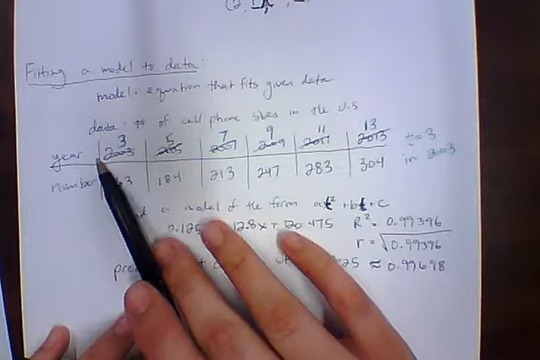 Fitting a model to data:
model: equation that fits given data
data: # of cell phone sites in the U.S
3 5 7 9 11 13
year 2003 2005 2007 2009 2011 2013 t=3
in 2003
number 184 213 247 283 304
a model of the form at² + bt + c
12.8x + 120.475 R² = 0.99396
r = √0.99396
≈ 0.99698